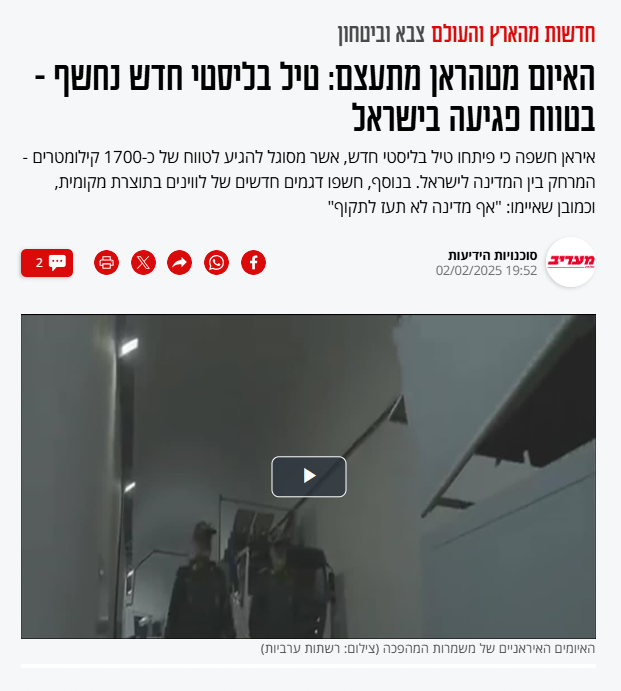 חדשות מהארץ והעולם צבא וביטחון
האיום מטהראן מתעצם: טיל בליסטי חדש נחשף -
בטווח פגיעה בישראל
איראן חשפה כי פיתחו טיל בליסטי חדש, אשר מסוגל להגיע לטווח של כ-1700 קילומטרים -
המרחק בין המדינה לישראל. בנוסף, חשפו דגמים חדשים של לווינים בתוצרת מקומית,
וכמובן שאיימו: "אף מדינה לא תעז לתקוף"
מעריב
סוכנויות הידיעות
19:52 02/02/2025
2
האיומים האיראניים של משמרות המהפכה (צילום: רשתות ערביות)